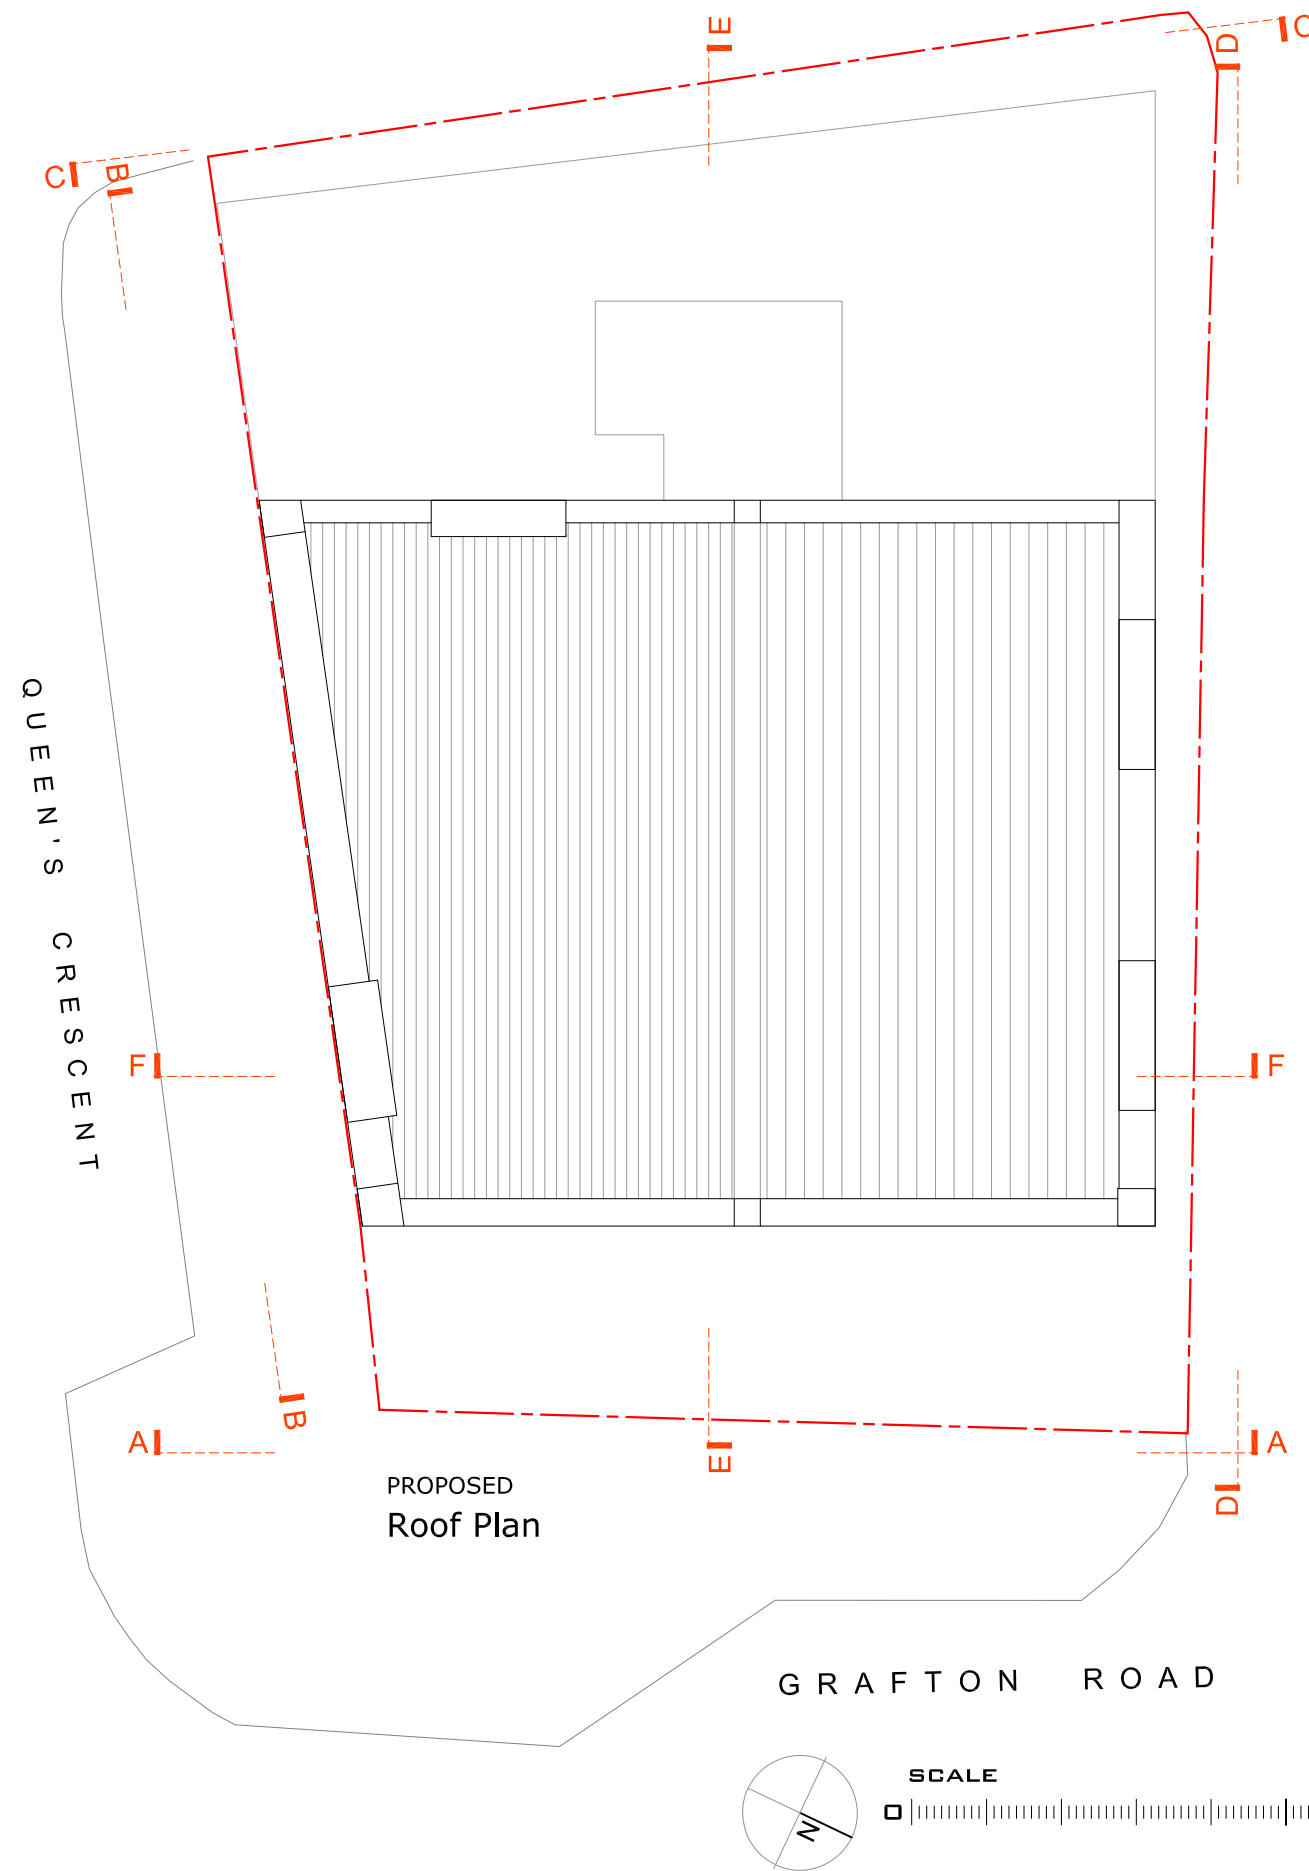 E
C
D
C
B
QUEEN'S CRESCENT
F
F
B
A
A
E
D
PROPOSED
Roof Plan
GRAFTON ROAD
N
SCALE
0